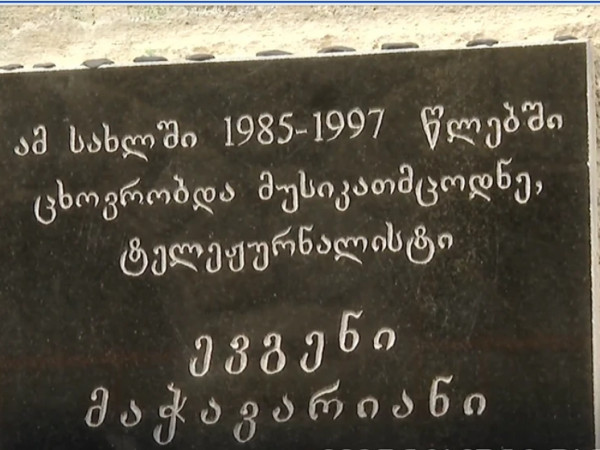 ამ სახლში 1985-1997 წლებში
ცხოვრობდა მუსიკათმცოდნე,
ტელეჟურნალისტი
ევგენი
მაჭავარიანი